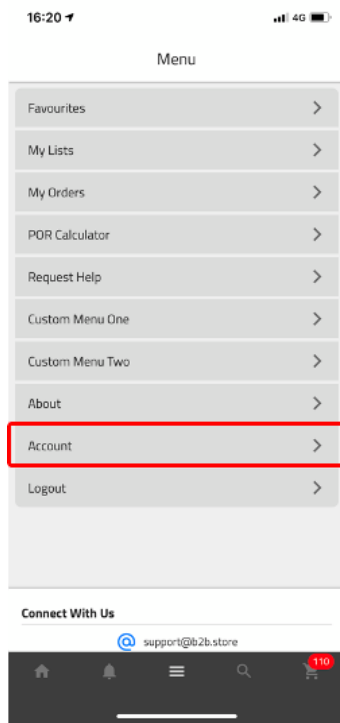 16:20
4G
Menu
Favourites
My Lists
My Orders
POR Calculator
Request Help
Custom Menu One
Custom Menu Two
About
Account
Logout
Connect With Us
support@b2b.store
110